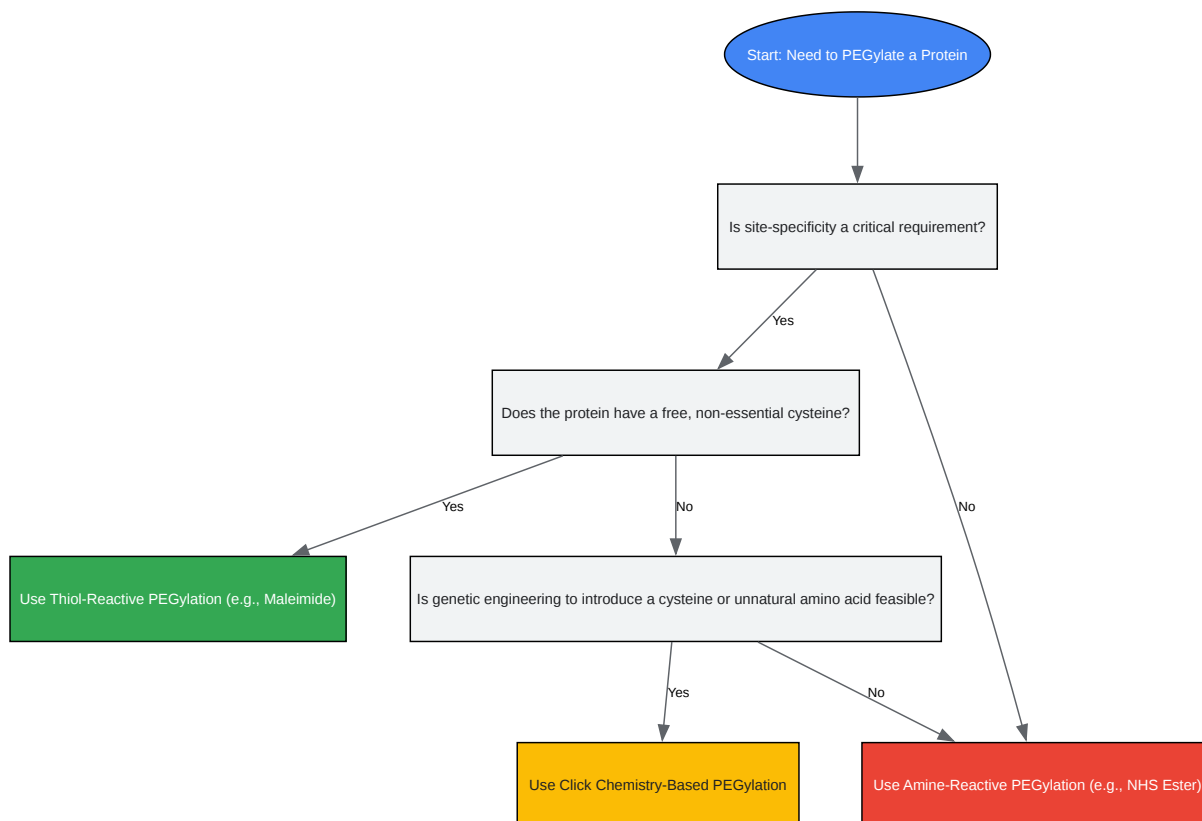 Start: Need to PEGylate a Protein
Is site-specificity a critical requirement?
Yes
Does the protein have a free, non-essential cysteine?
Yes
No
No
Use Thiol-Reactive PEGylation (e.g., Maleimide)
Is genetic engineering to introduce a cysteine or unnatural amino acid feasible?
Yes
No
Use Click Chemistry-Based PEGylation
Use Amine-Reactive PEGylation (e.g., NHS Ester)